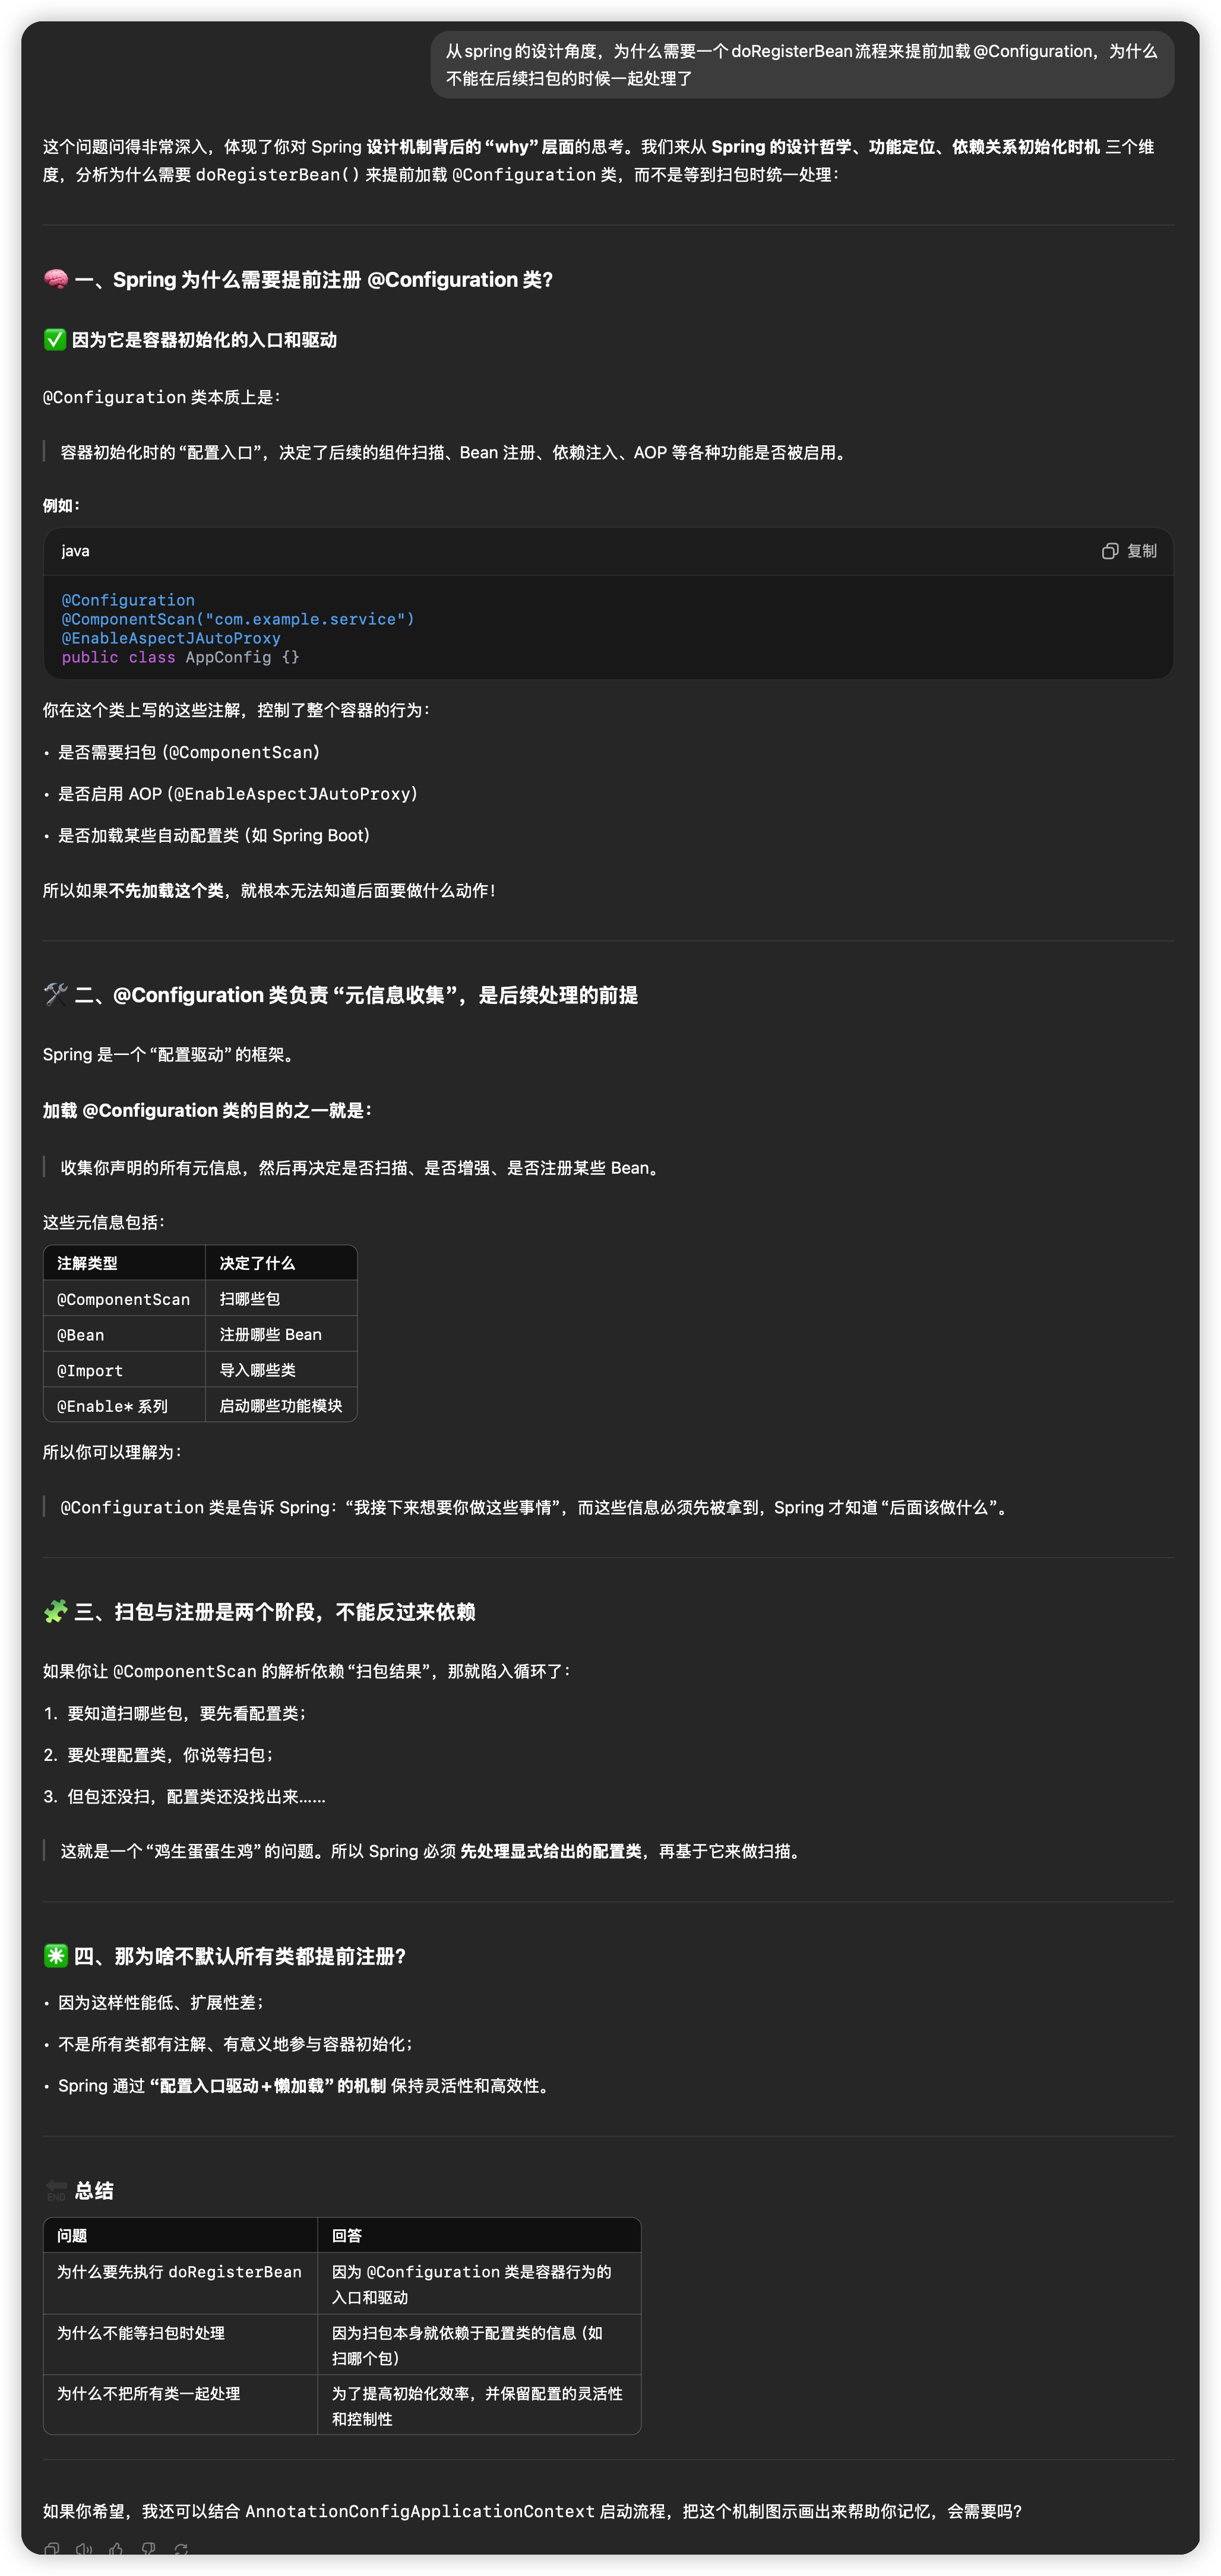 从 spring 的设计角度，为什么需要一个 doRegisterBean 流程来提前加载 @Configuration，为什么
不能在后续扫包的时候一起处理了
这个问题问得非常深入，体现了你对 Spring 设计机制背后的“why”层面的思考。我们来从 Spring 的设计哲学、功能定位、依赖关系初始化时机 三个维
度，分析为什么需要 doRegisterBean() 来提前加载 @Configuration 类，而不是等到扫包时统一处理：
🧠 一、Spring 为什么需要提前注册 @Configuration 类？
✅ 因为它是容器初始化的入口和驱动
@Configuration 类本质上是：
容器初始化时的“配置入口”，决定了后续的组件扫描、Bean 注册、依赖注入、AOP 等各种功能是否被启用。
例如：
java
复制
@Configuration
@ComponentScan("com.example.service")
@EnableAspectJAutoProxy
public class AppConfig {}
你在这个类上写的这些注解，控制了整个容器的行为：
• 是否需要扫包（@ComponentScan）
• 是否启用 AOP（@EnableAspectJAutoProxy）
• 是否加载某些自动配置类（如 Spring Boot）
所以如果不先加载这个类，就根本无法知道后面要做什么动作！
🛠 二、@Configuration 类负责“元信息收集”，是后续处理的前提
Spring 是一个“配置驱动”的框架。
加载 @Configuration 类的目的之一就是：
收集你声明的所有元信息，然后再决定是否扫描、是否增强、是否注册某些 Bean。
这些元信息包括：
注解类型 决定了什么
@ComponentScan 扫哪些包
@Bean 注册哪些 Bean
@Import 导入哪些类
@Enable* 系列 启动哪些功能模块
所以你可以理解为：
@Configuration 类是告诉 Spring：“我接下来想要你做这些事情”，而这些信息必须先被拿到，Spring 才知道“后面该做什么”。
🧩 三、扫包与注册是两个阶段，不能反过来依赖
如果你让 @ComponentScan 的解析依赖“扫包结果”，那就陷入循环了：
1. 要知道扫哪些包，要先看配置类；
2. 要处理配置类，你说等扫包；
3. 但包还没扫，配置类还没找出来……
这就是一个“鸡生蛋蛋生鸡”的问题。所以 Spring 必须 先处理显式给出的配置类，再基于它来做扫描。
✳️ 四、那为啥不默认所有类都提前注册？
• 因为这样性能低、扩展性差；
• 不是所有类都有注解、有意义地参与容器初始化；
• Spring 通过 “配置入口驱动+懒加载”的机制 保持灵活性和高效性。
🔚 总结
问题 回答
为什么要先执行 doRegisterBean 因为 @Configuration 类是容器行为的
入口和驱动
为什么不能等扫包时处理 因为扫包本身就依赖于配置类的信息（如
扫哪个包）
为什么不把所有类一起处理 为了提高初始化效率，并保留配置的灵活性
和控制性
如果你希望，我还可以结合 AnnotationConfigApplicationContext 启动流程，把这个机制图示画出来帮助你记忆，会需要吗？